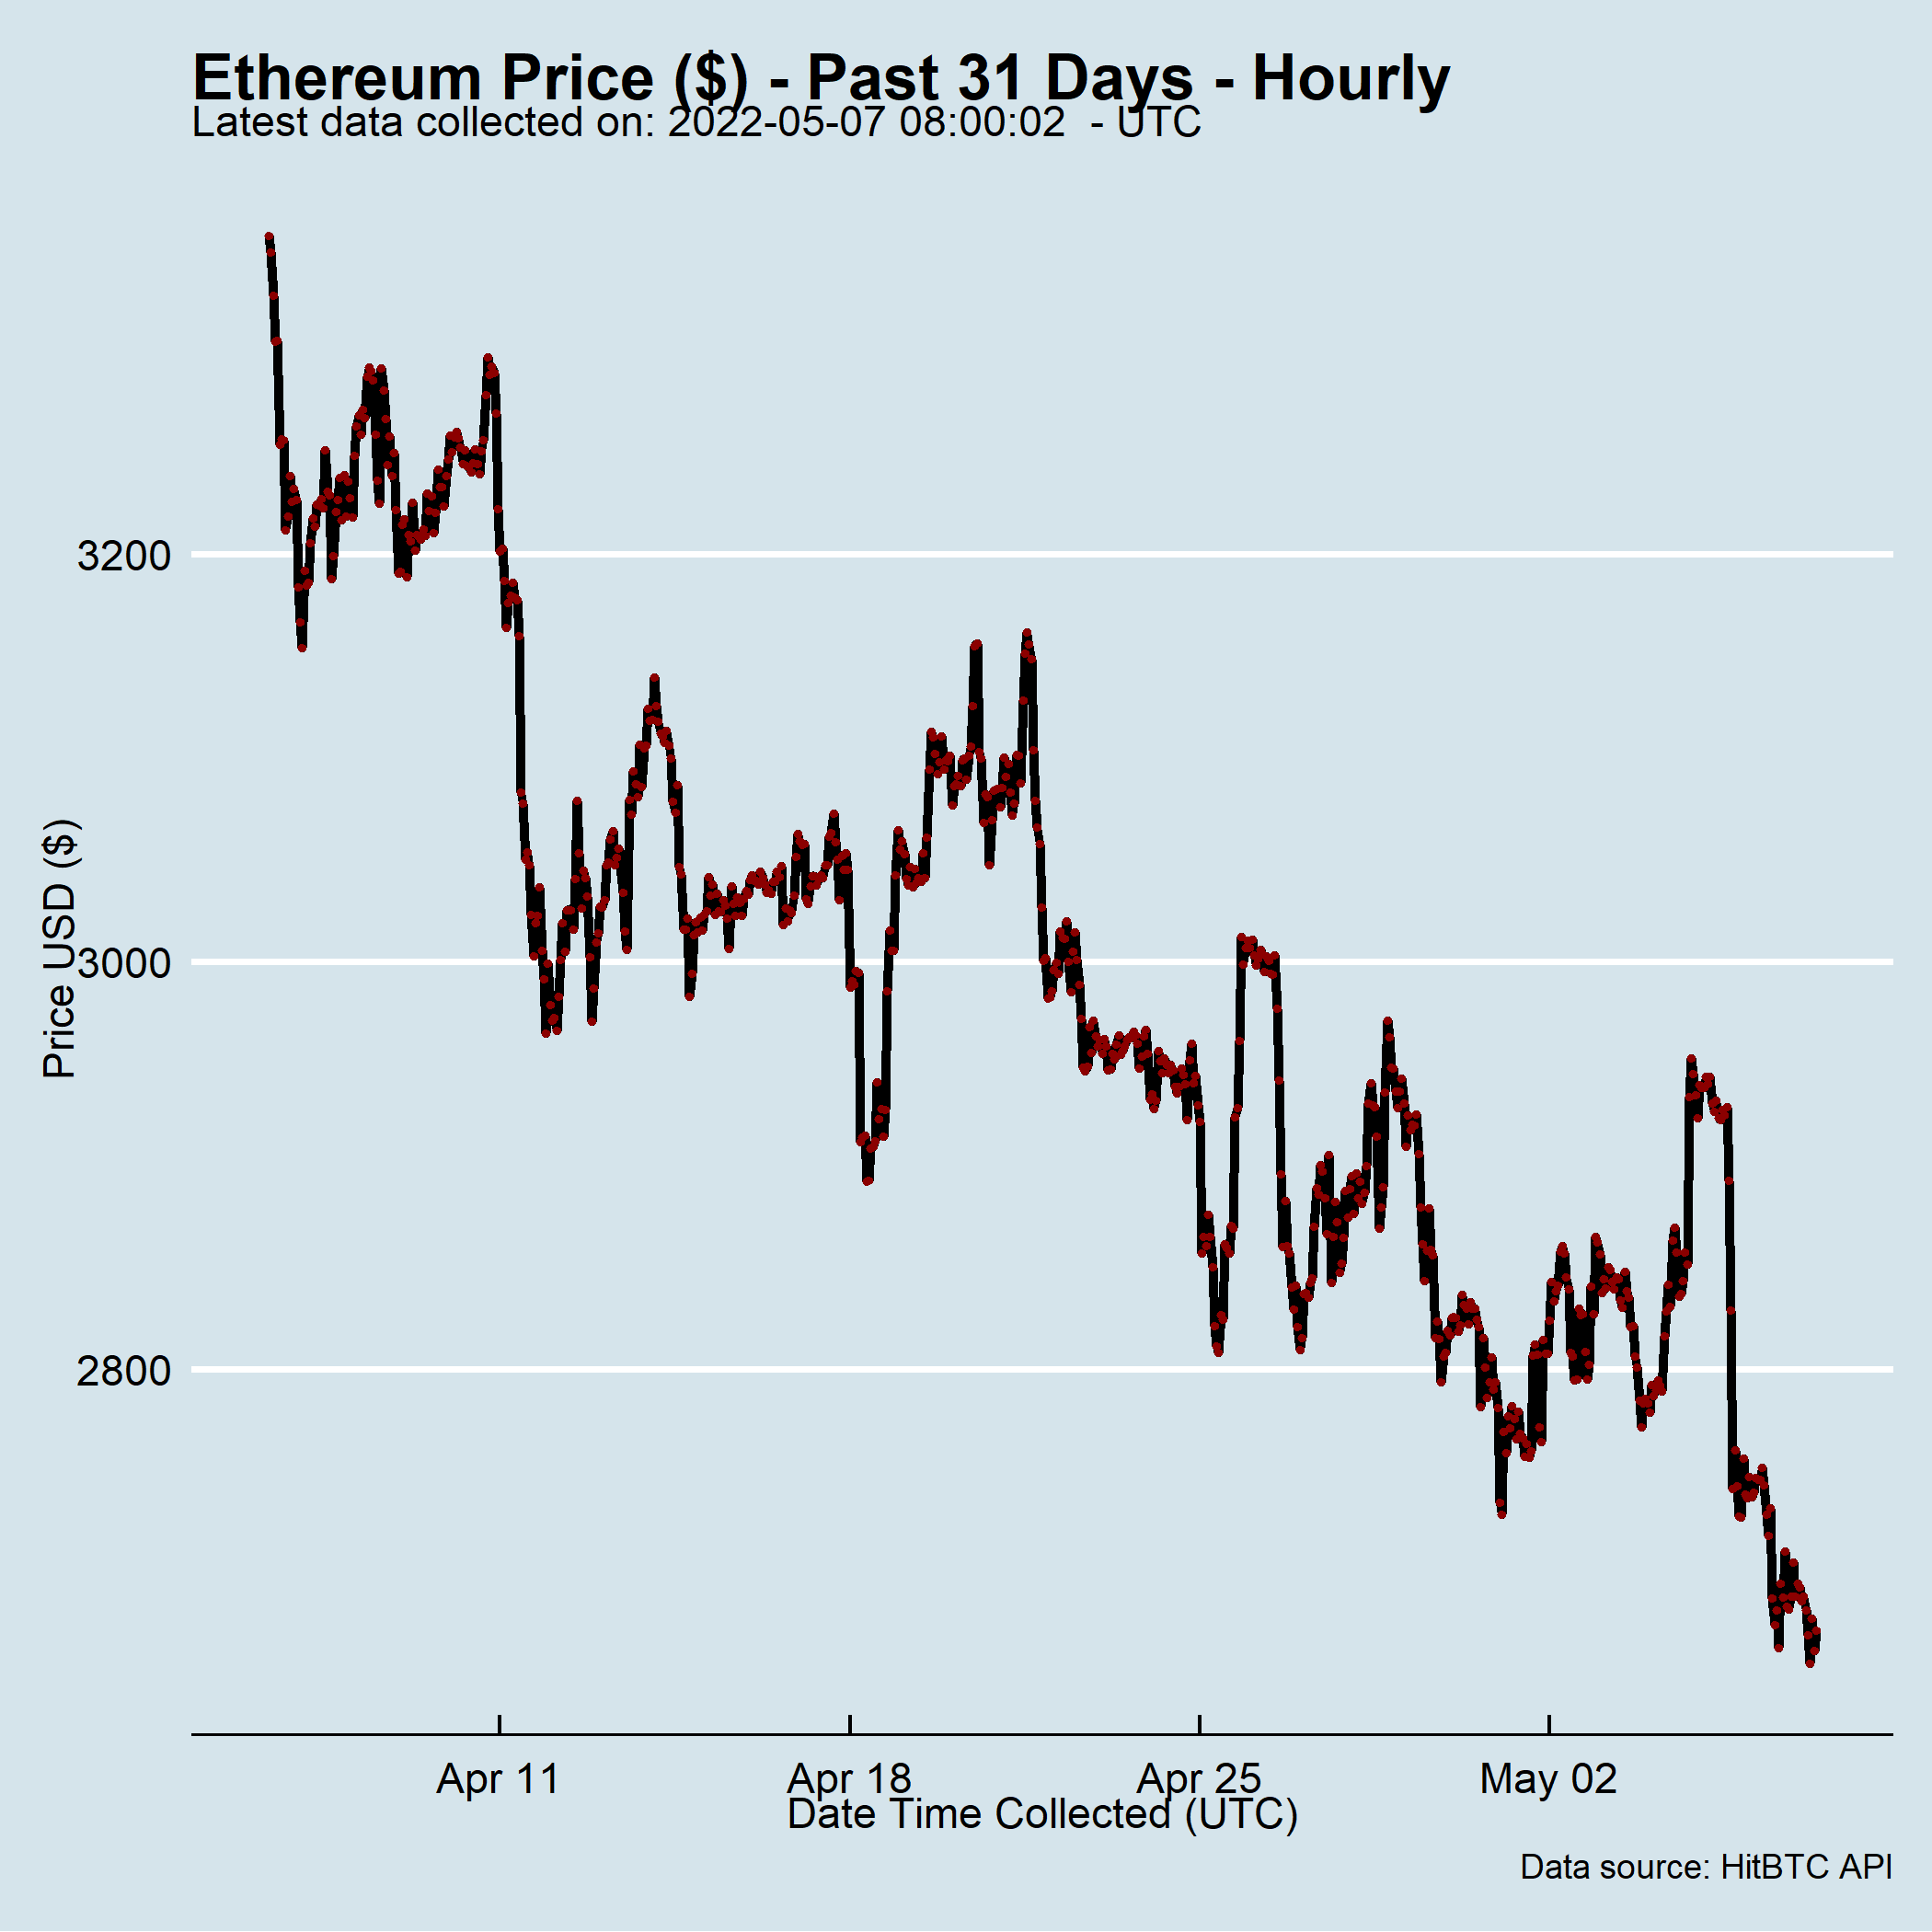 Ethereum Price ($) - Past 31 Days - Hourly
Latest data collected on: 2022-05-07 08:00:02  - UTC
Price USD ($)
3200
3000
2800
Apr 11
Apr 18
Apr 25
May 02
Date Time Collected (UTC)
Data source: HitBTC API